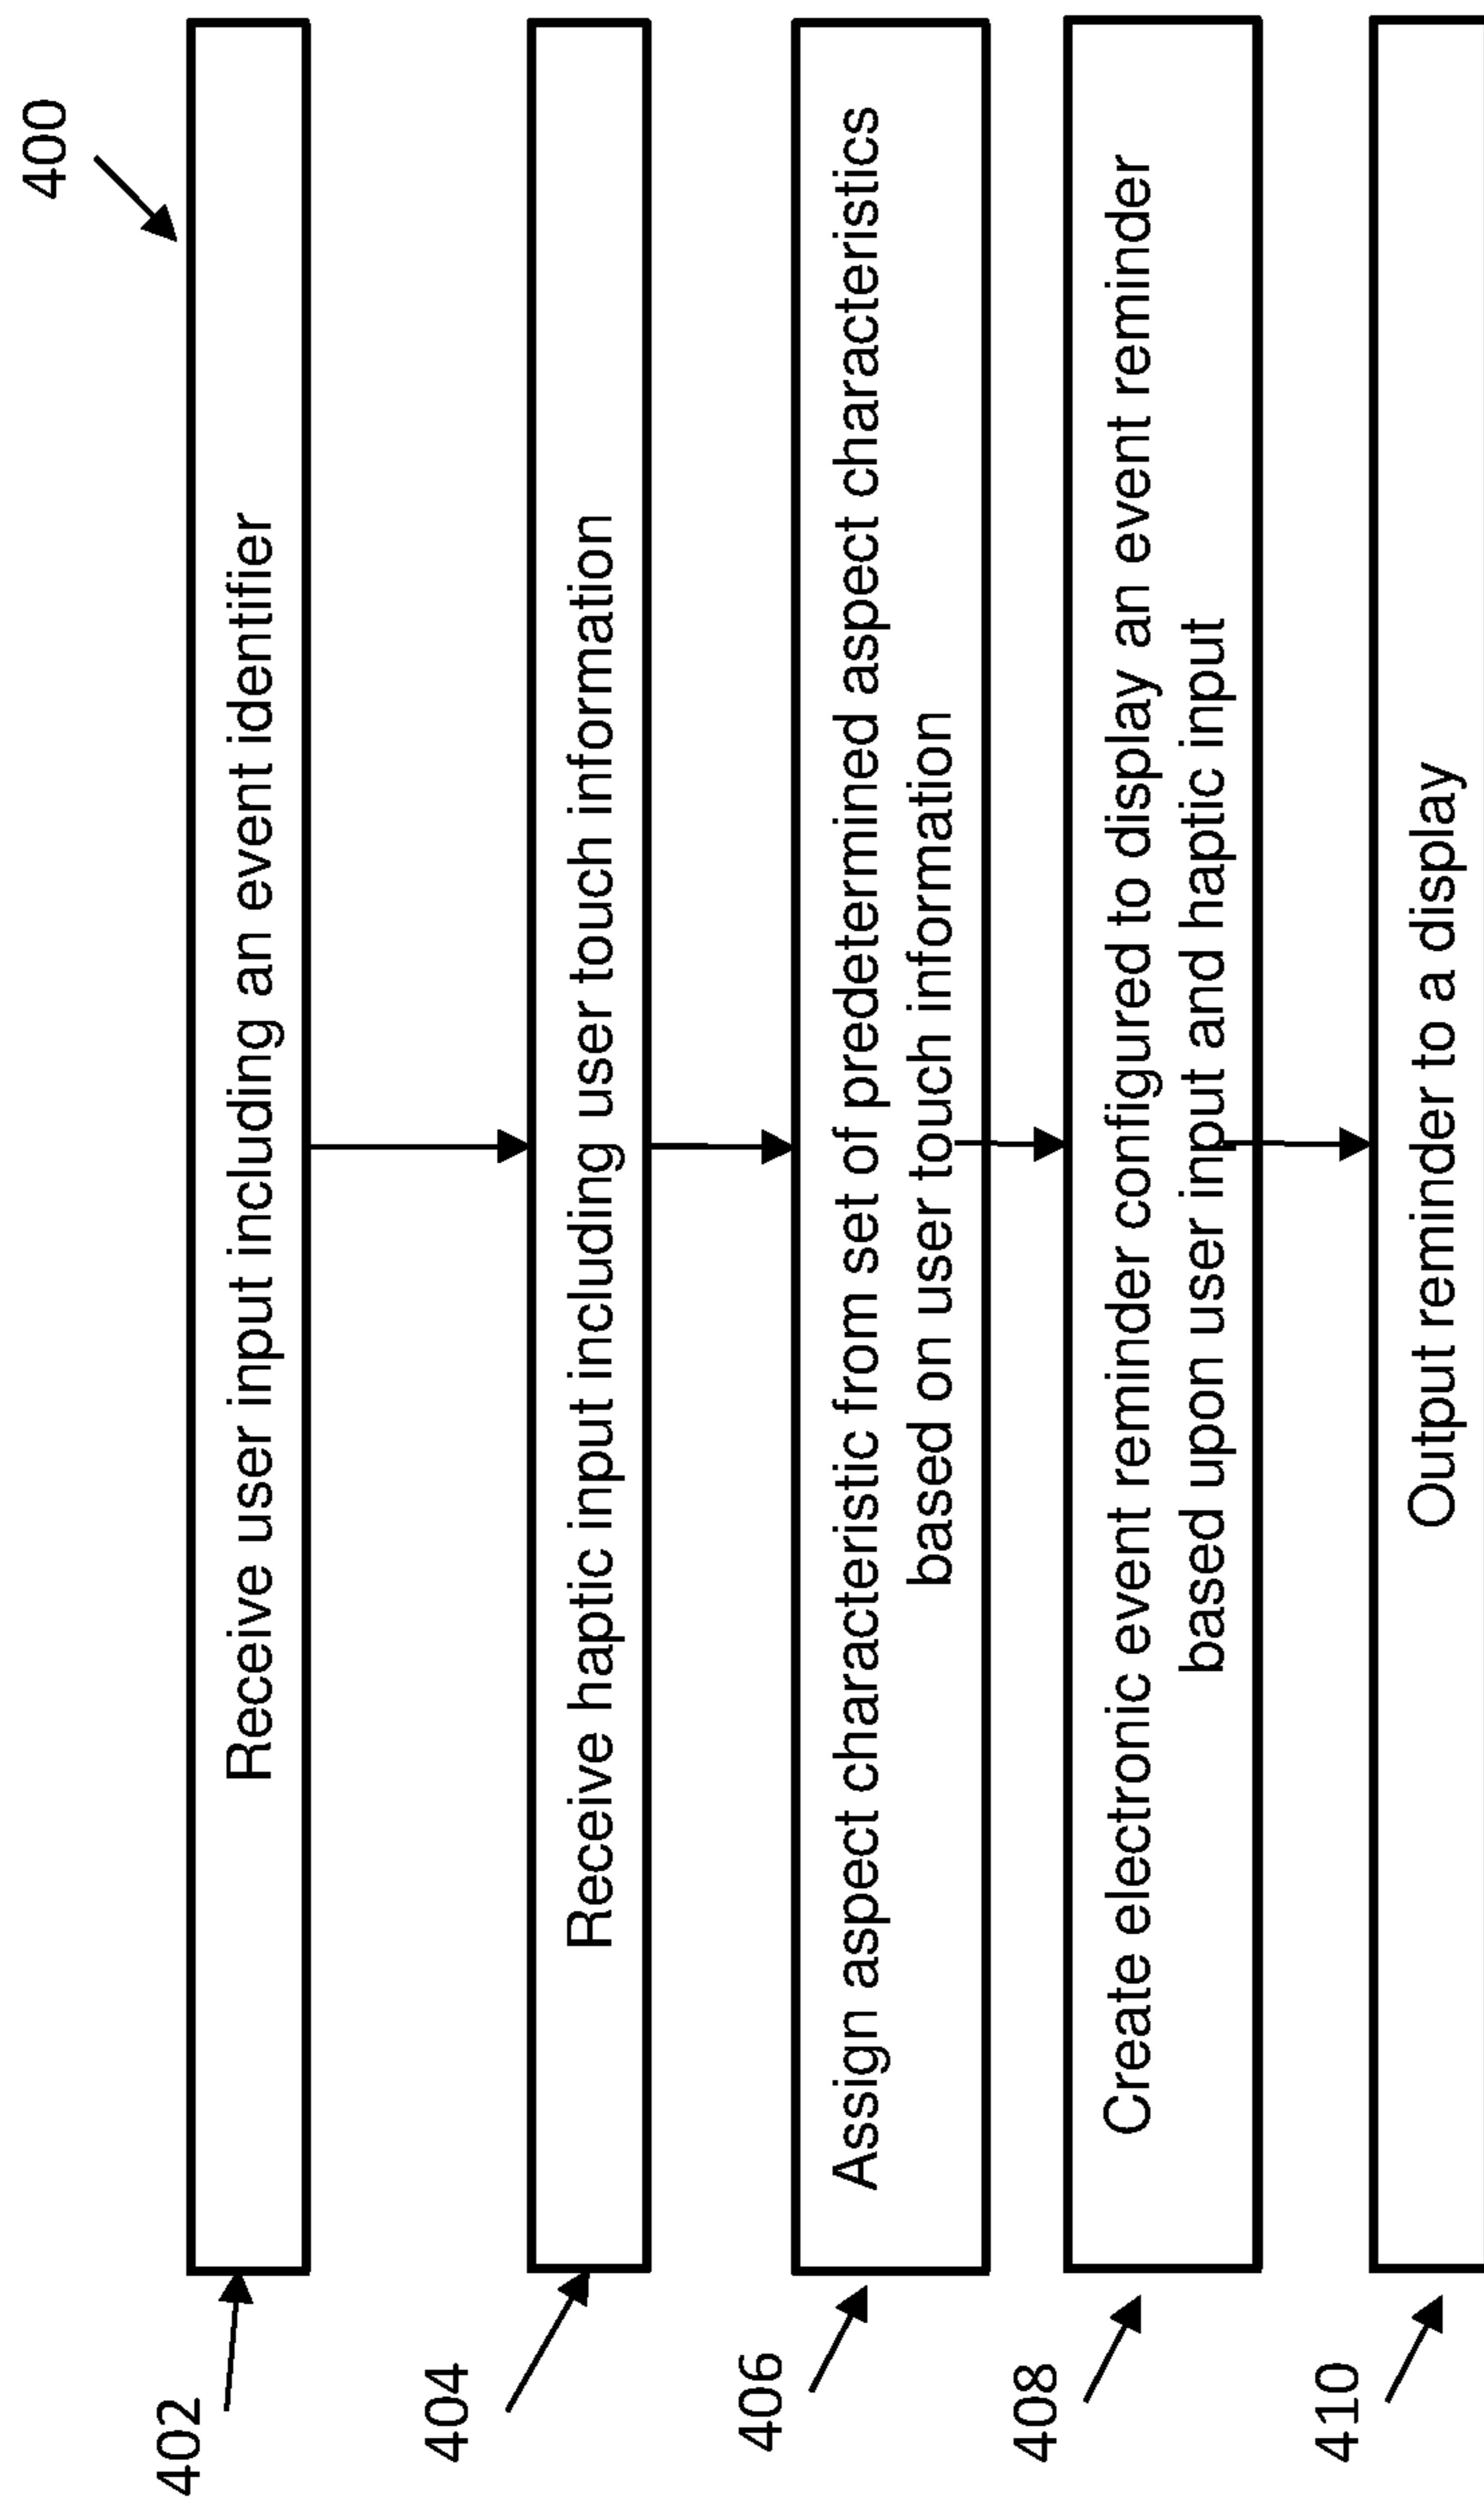 400
402
Receive user input including an event identifier
404
Receive haptic input including user touch information
406
Assign aspect characteristic from set of predetermined aspect characteristics
based on user touch information
408
Create electronic event reminder configured to display an event reminder
based upon user input and haptic input
410
Output reminder to a display